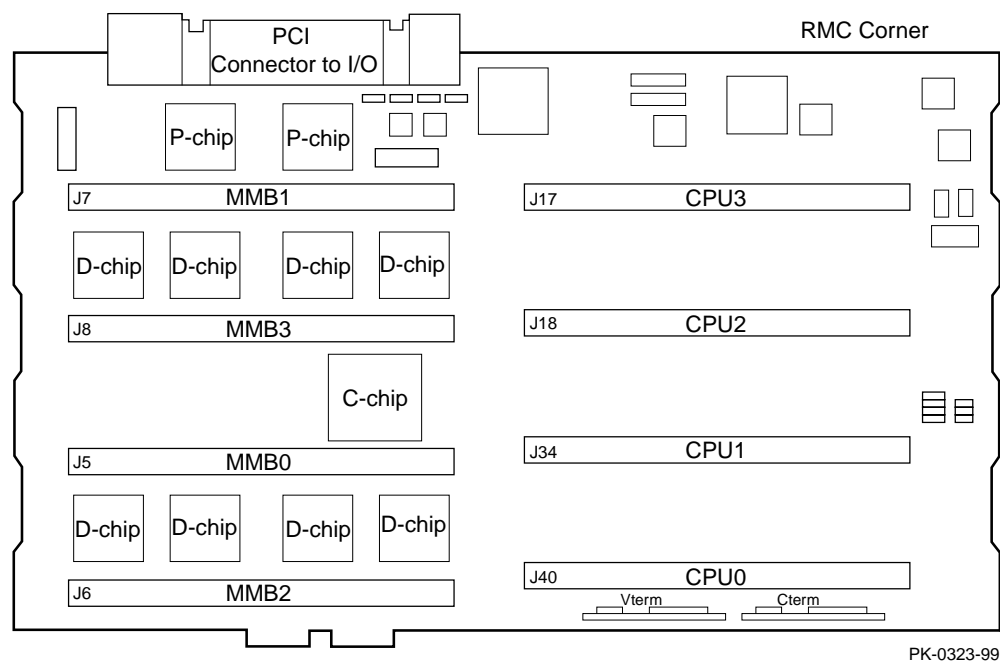 PCI
Connector to I/O
RMC Corner
P-chip
P-chip
J7
MMB1
J17
CPU3
D-chip
D-chip
D-chip
D-chip
J8
MMB3
J18
CPU2
C-chip
J5
MMB0
J34
CPU1
D-chip
D-chip
D-chip
D-chip
J6
MMB2
J40
CPU0
Vterm
Cterm
PK-0323-99